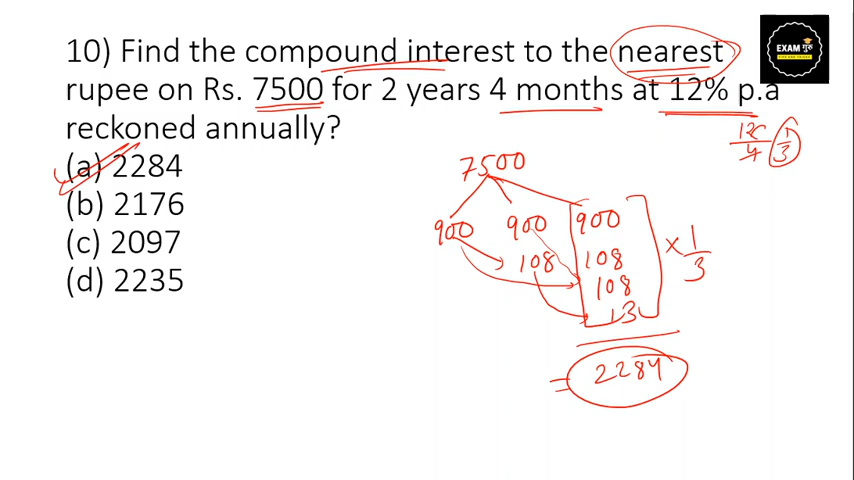 10) Find the compound interest to the nearest
rupee on Rs. 7500 for 2 years 4 months at 12% p.a
reckoned annually?
(a) 2284
(b) 2176
(c) 2097
(d) 2235
EXAM गुरु
1/3
7500
900 900 900
108 108
108
13
× 1/3
= 2284